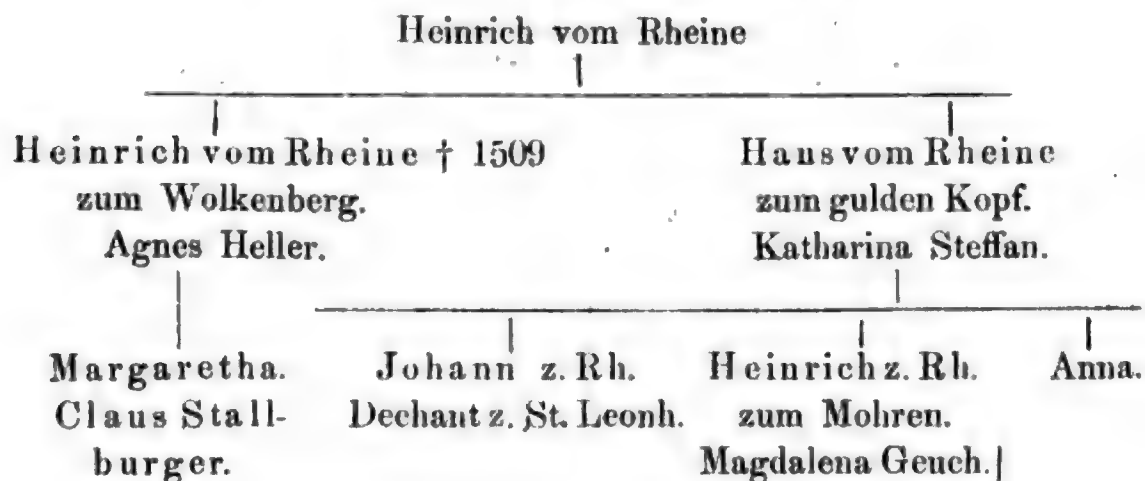 Heinrich vom Rheine
Heinrich vom Rheine † 1509
zum Wolkenberg.
Agnes Heller.
Hans vom Rheine
zum gulden Kopf.
Katharina Steffan.
Margaretha.
Claus Stall-
burger.
Johann z. Rh.
Dechant z. St. Leonh.
Heinrich z. Rh.
zum Mohren.
Magdalena Geuch.
Anna.